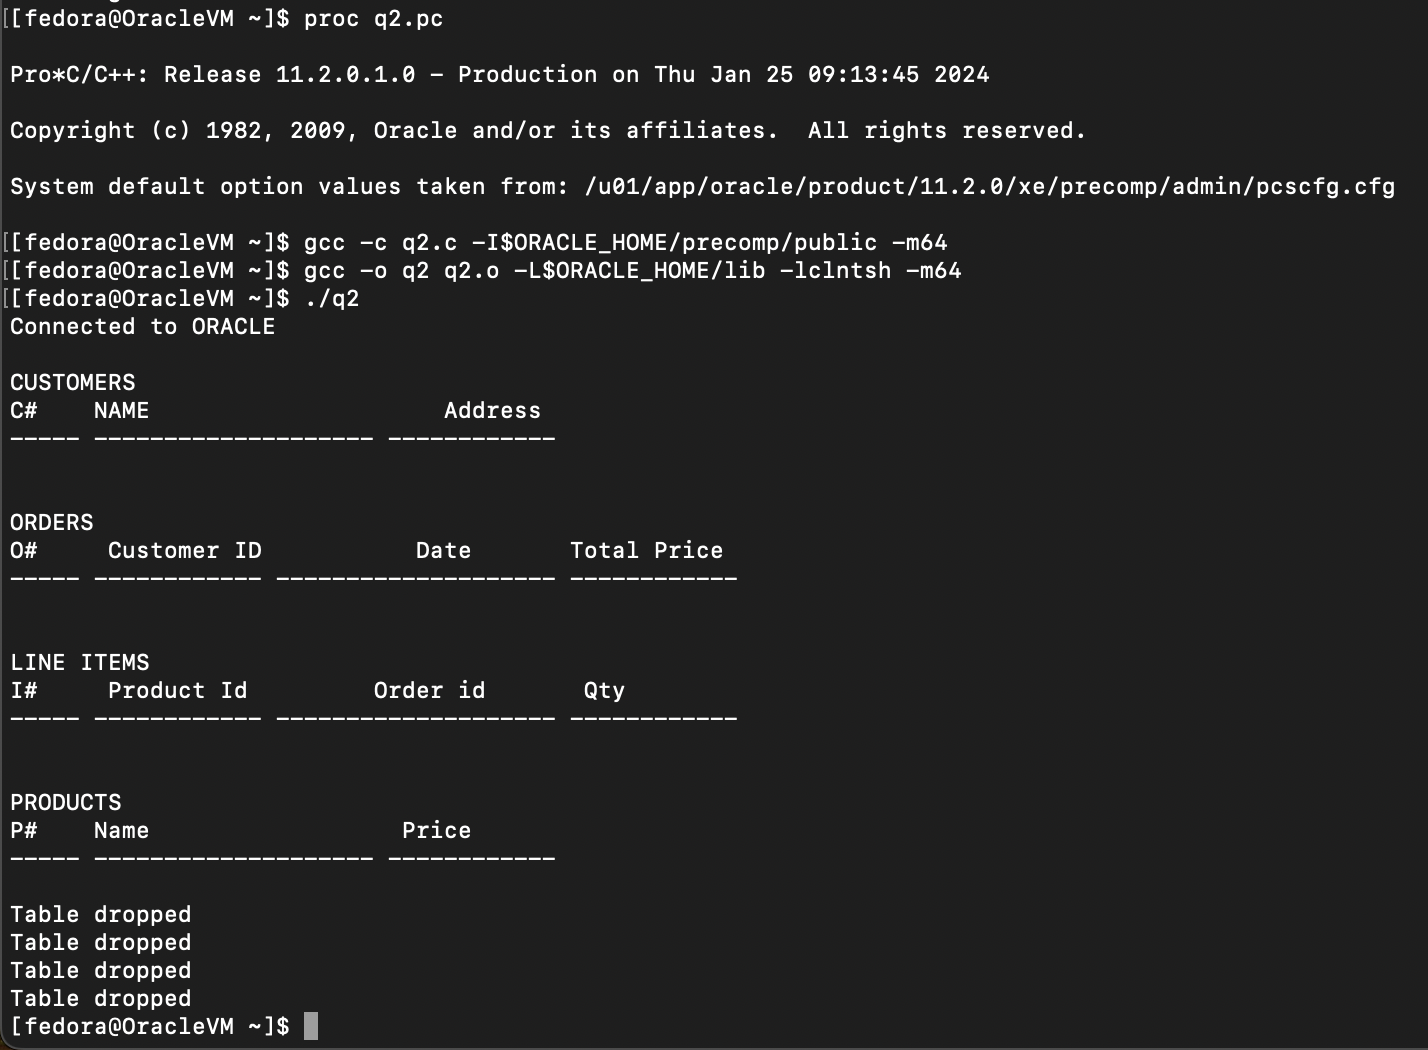 [[fedora@OracleVM ~]$ proc q2.pc
Pro*C/C++: Release 11.2.0.1.0 - Production on Thu Jan 25 09:13:45 2024
Copyright (c) 1982, 2009, Oracle and/or its affiliates.  All rights reserved.
System default option values taken from: /u01/app/oracle/product/11.2.0/xe/precomp/admin/pcscfg.cfg
[[fedora@OracleVM ~]$ gcc -c q2.c -I$ORACLE_HOME/precomp/public -m64
[[fedora@OracleVM ~]$ gcc -o q2 q2.o -L$ORACLE_HOME/lib -lclntsh -m64
[[fedora@OracleVM ~]$ ./q2
Connected to ORACLE
CUSTOMERS
C#    NAME                     Address
----- -------------------- ------------
ORDERS
O#     Customer ID           Date       Total Price
----- ------------ -------------------- ------------
LINE ITEMS
I#     Product Id         Order id       Qty
----- ------------ -------------------- ------------
PRODUCTS
P#    Name                  Price
----- -------------------- ------------
Table dropped
Table dropped
Table dropped
Table dropped
[fedora@OracleVM ~]$